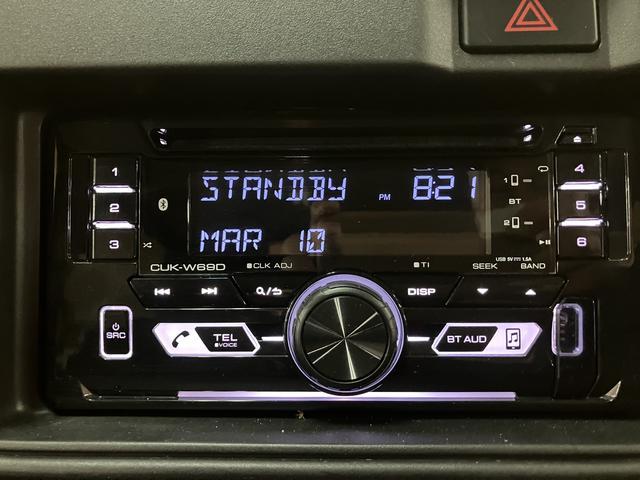 STANDBY PM 8:21
MAR 10
1
2
3
4
5
6
1
BT
2
USB 5V 1.5A
CUK-W69D
CLK ADJ
TI
SEEK
BAND
DISP
SRC
TEL
VOICE
BT AUD